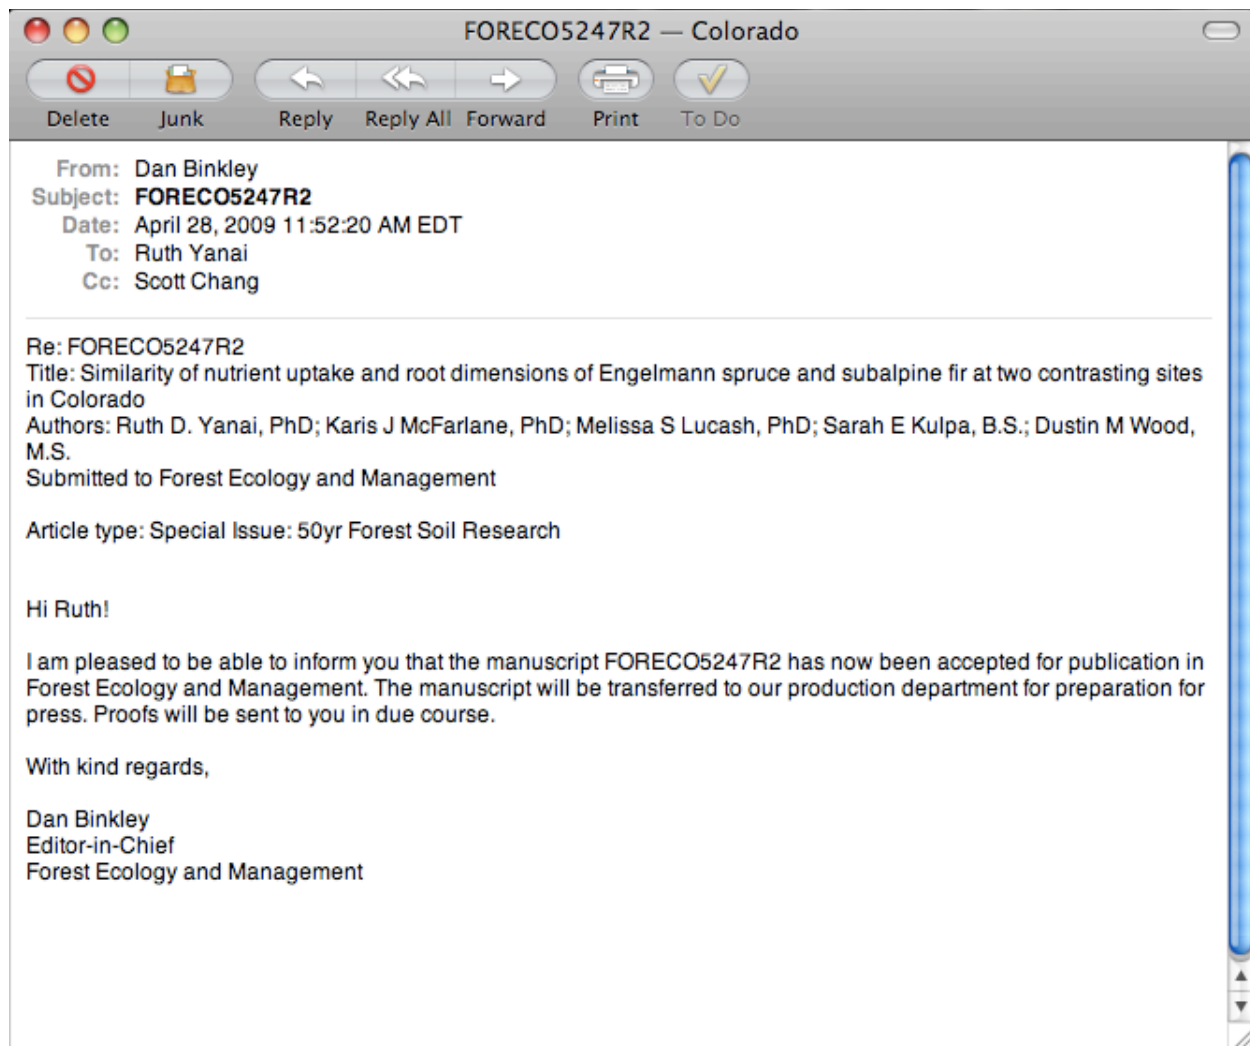 FORECO5247R2 — Colorado
Delete Junk Reply Reply All Forward Print To Do
From: Dan Binkley
Subject: FORECO5247R2
Date: April 28, 2009 11:52:20 AM EDT
To: Ruth Yanai
Cc: Scott Chang
Re: FORECO5247R2
Title: Similarity of nutrient uptake and root dimensions of Engelmann spruce and subalpine fir at two contrasting sites
in Colorado
Authors: Ruth D. Yanai, PhD; Karis J McFarlane, PhD; Melissa S Lucash, PhD; Sarah E Kulpa, B.S.; Dustin M Wood,
M.S.
Submitted to Forest Ecology and Management
Article type: Special Issue: 50yr Forest Soil Research
Hi Ruth!
I am pleased to be able to inform you that the manuscript FORECO5247R2 has now been accepted for publication in
Forest Ecology and Management. The manuscript will be transferred to our production department for preparation for
press. Proofs will be sent to you in due course.
With kind regards,
Dan Binkley
Editor-in-Chief
Forest Ecology and Management